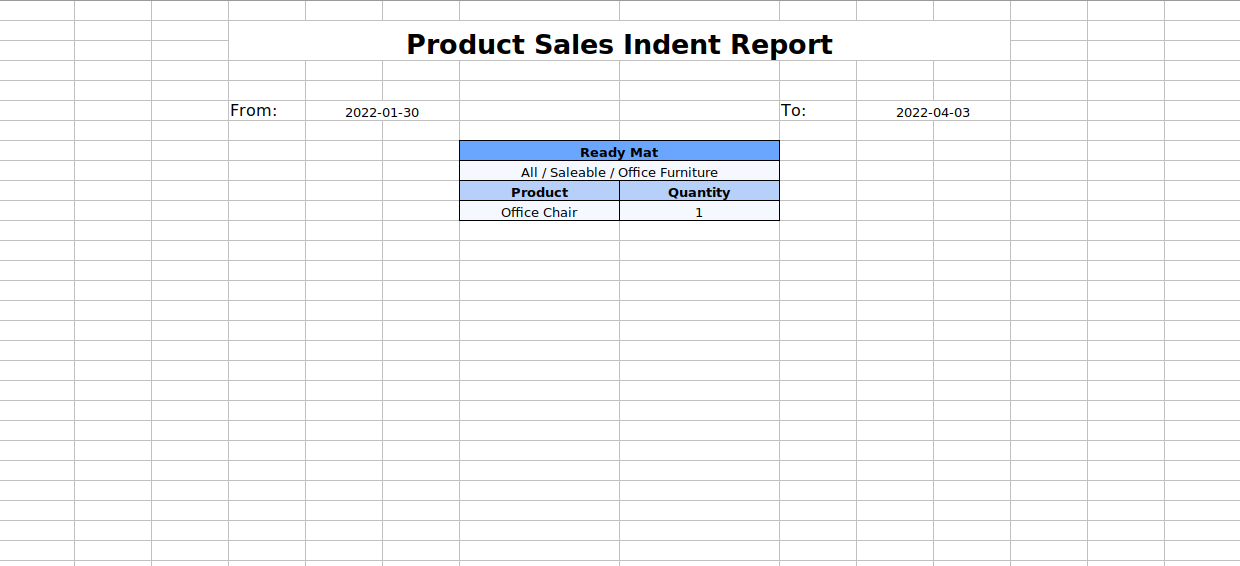 Product Sales Indent Report
From: 2022-01-30 To: 2022-04-03
Ready Mat
All / Saleable / Office Furniture
Product Quantity
Office Chair 1